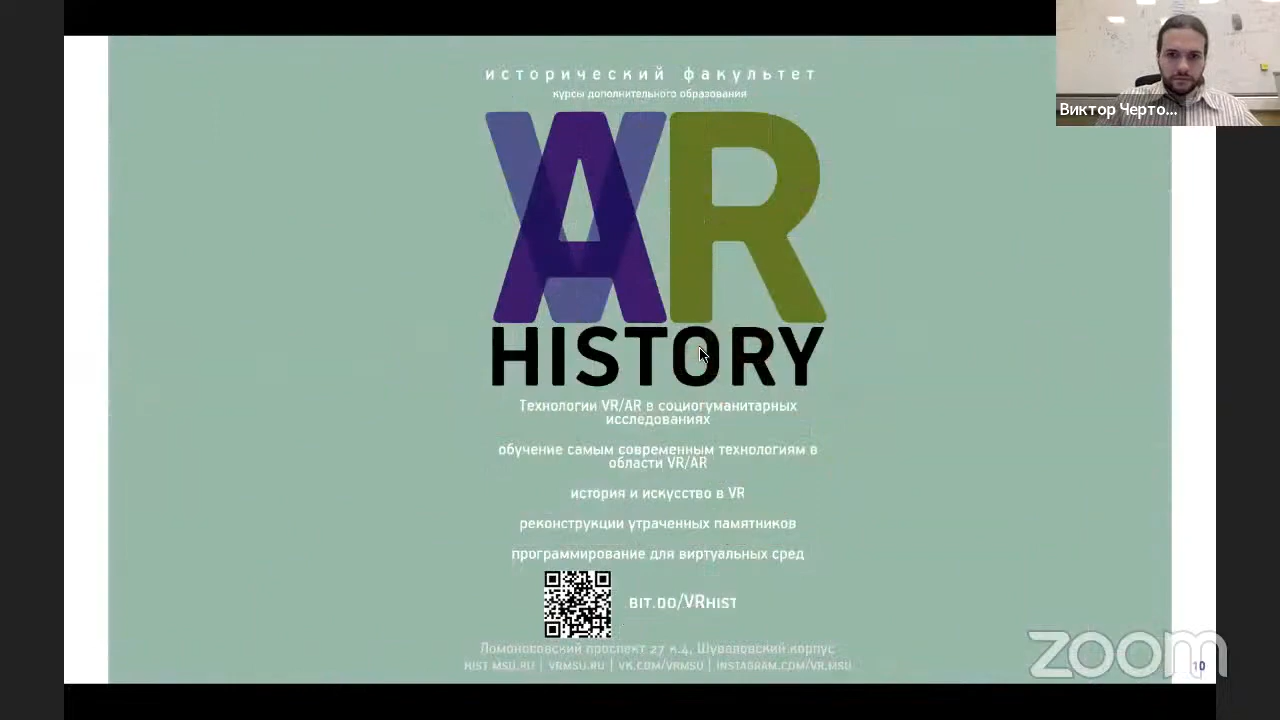 исторический факультет
курсы дополнительного образования
VAR
HISTORY
Технологии VR/AR в социогуманитарных
исследованиях
обучение самым современным технологиям в
области VR/AR
история и искусство в VR
реконструкции утраченных памятников
программирование для виртуальных сред
BIT.DO/VRHIST
Ломоносовский проспект 27 к.4, Шуваловский корпус
HIST.MSU.RU | VRMSU.RU | VK.COM/VRMSU | INSTAGRAM.COM/VR.MSU
Виктор Черто...
zoom
10